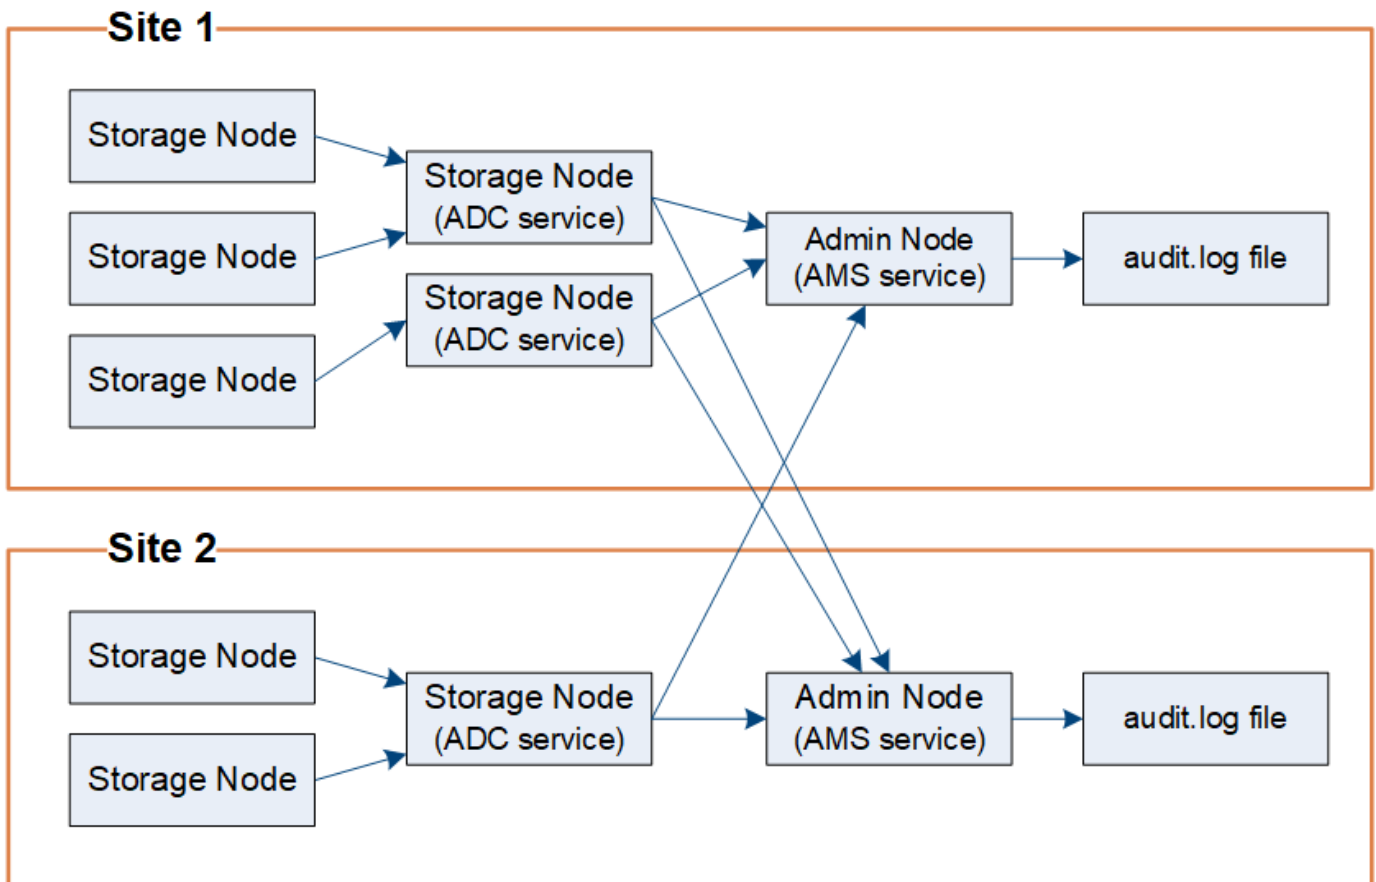 Site 1
Storage Node
Storage Node
Storage Node
Storage Node
(ADC service)
Storage Node
(ADC service)
Admin Node
(AMS service)
audit.log file
Site 2
Storage Node
Storage Node
Storage Node
(ADC service)
Admin Node
(AMS service)
audit.log file